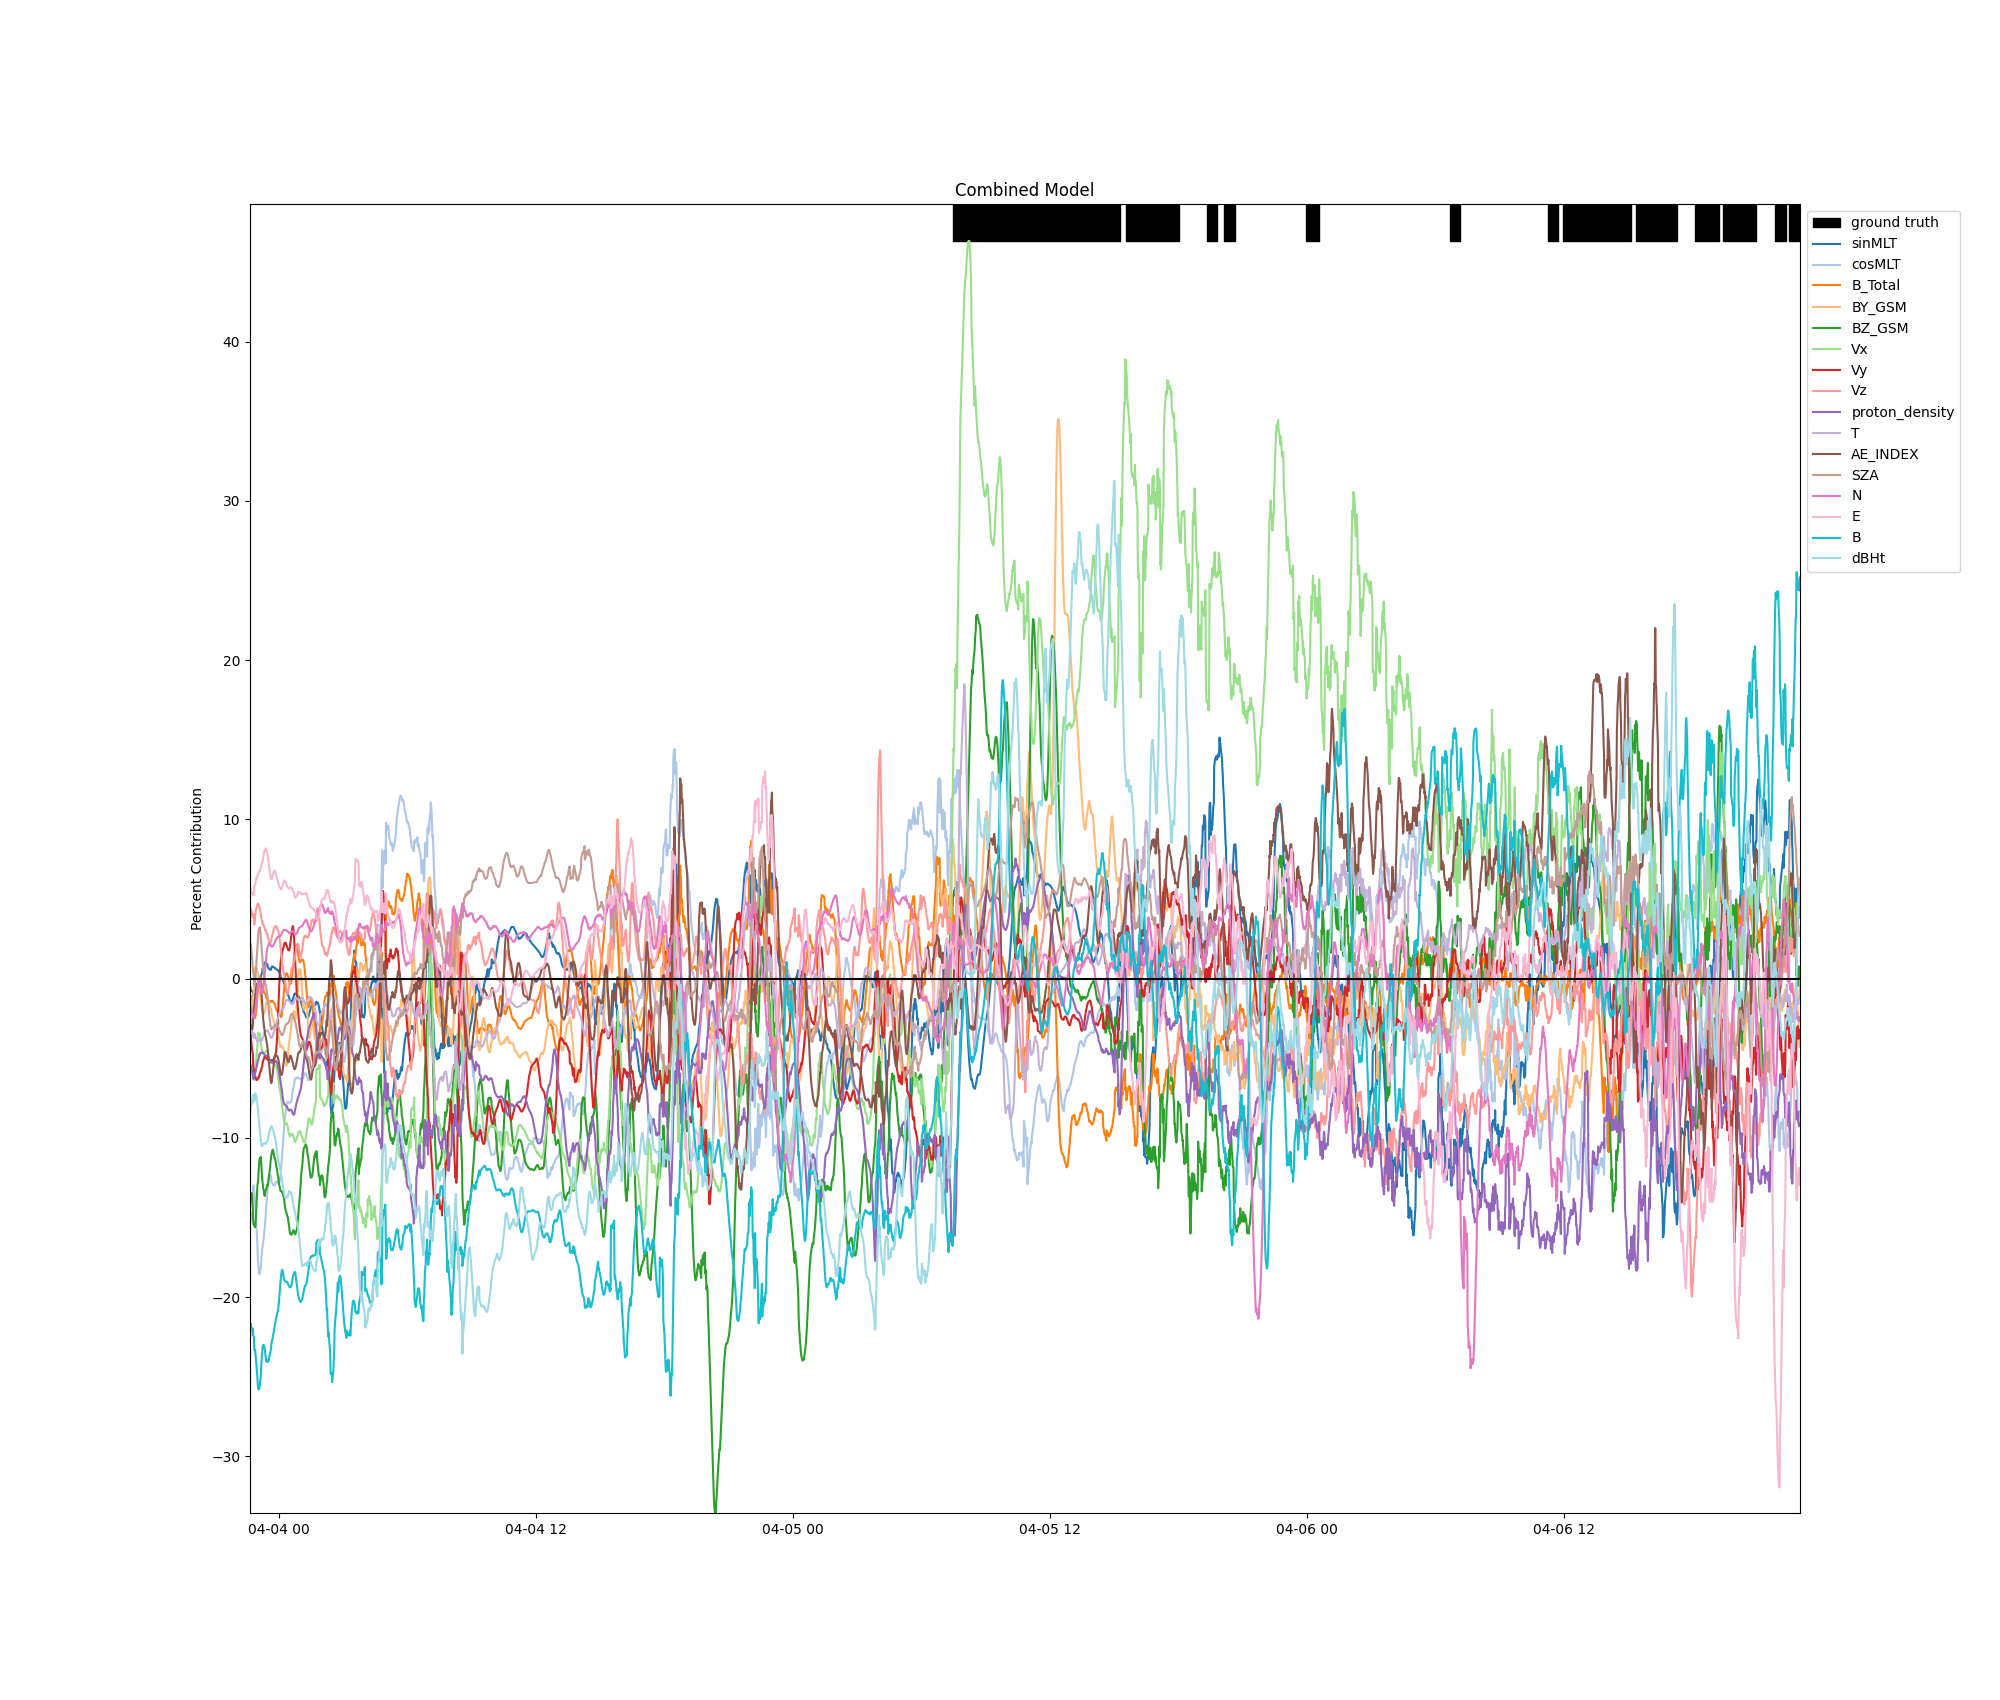 Combined Model
ground truth
sinMLT
cosMLT
B_Total
BY_GSM
BZ_GSM
Vx
Vy
Vz
proton_density
T
AE_INDEX
SZA
N
E
B
dBHt
Percent Contribution
40
30
20
10
0
−10
−20
−30
04-04 00
04-04 12
04-05 00
04-05 12
04-06 00
04-06 12